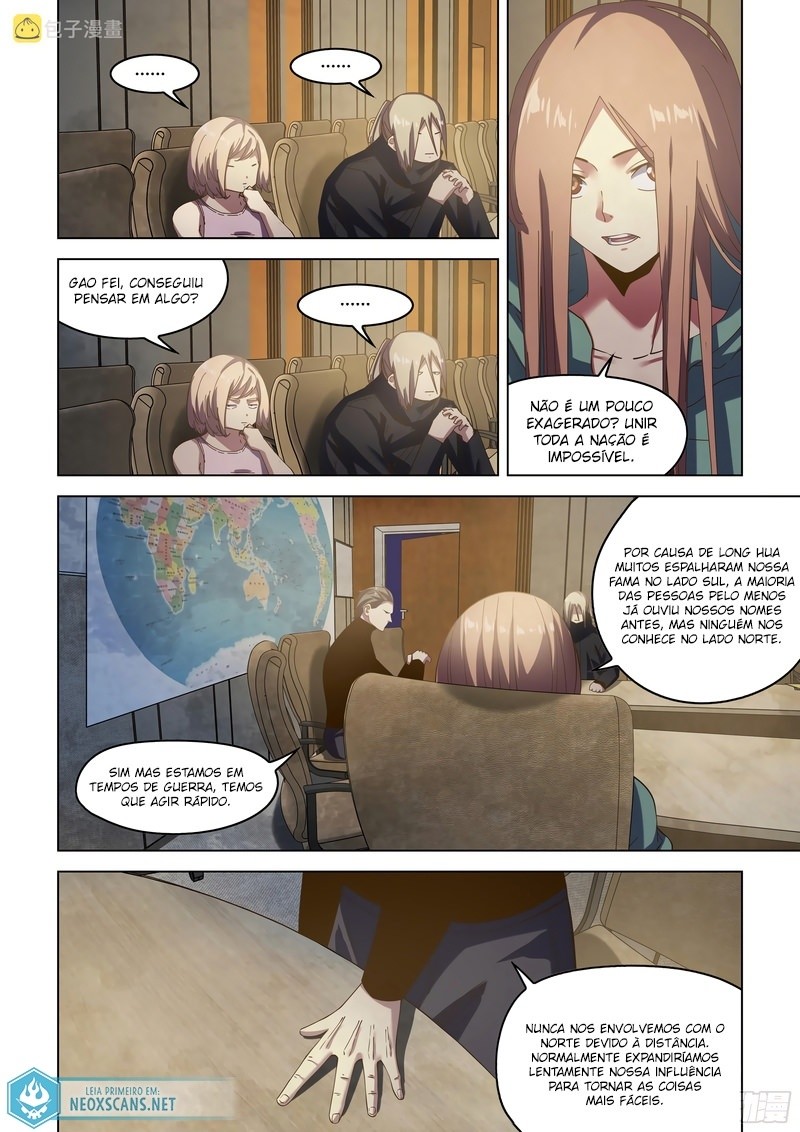 包子漫畫
......
......
GAO FEI, CONSEGUIU
PENSAR EM ALGO?
......
NÃO É UM POUCO
EXAGERADO? UNIR
TODA A NAÇÃO É
IMPOSSÍVEL.
POR CAUSA DE LONG HUA
MUITOS ESPALHARAM NOSSA
FAMA NO LADO SUL, A MAIORIA
DAS PESSOAS PELO MENOS
JÁ OUVIU NOSSOS NOMES
ANTES, MAS NINGUÉM NOS
CONHECE NO LADO NORTE.
SIM MAS ESTAMOS EM
TEMPOS DE GUERRA, TEMOS
QUE AGIR RÁPIDO.
NUNCA NOS ENVOLVEMOS COM O
NORTE DEVIDO À DISTÂNCIA.
NORMALMENTE EXPANDIRÍAMOS
LENTAMENTE NOSSA INFLUÊNCIA
PARA TORNAR AS COISAS
MAIS FÁCEIS.
LEIA PRIMEIRO EM:
NEOXSCANS.NET